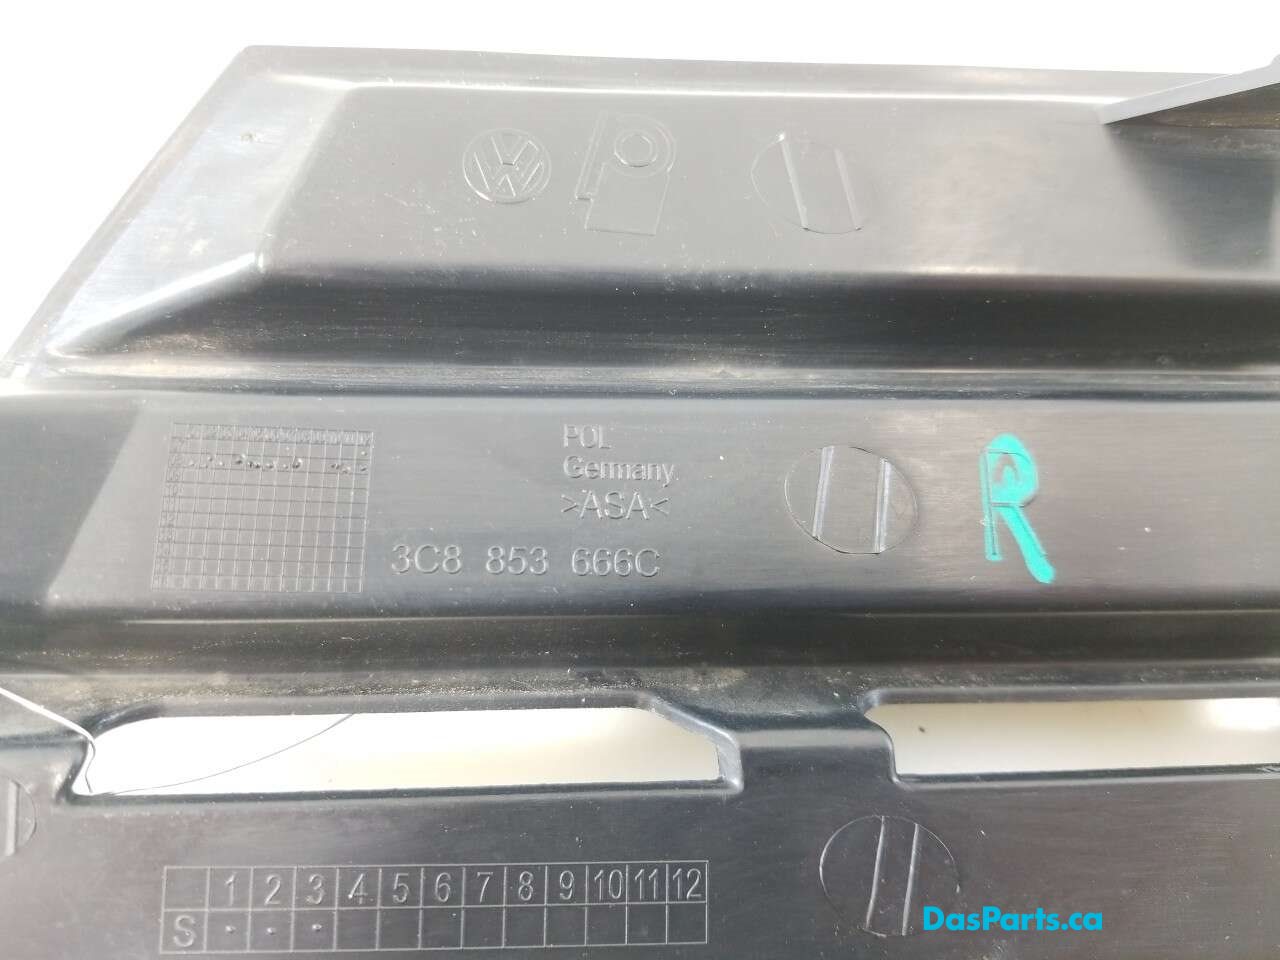 VW
POL
Germany
>ASA<
3C8 853 666C
R
1 2 3 4 5 6 7 8 9 10 11 12
S
DasParts.ca